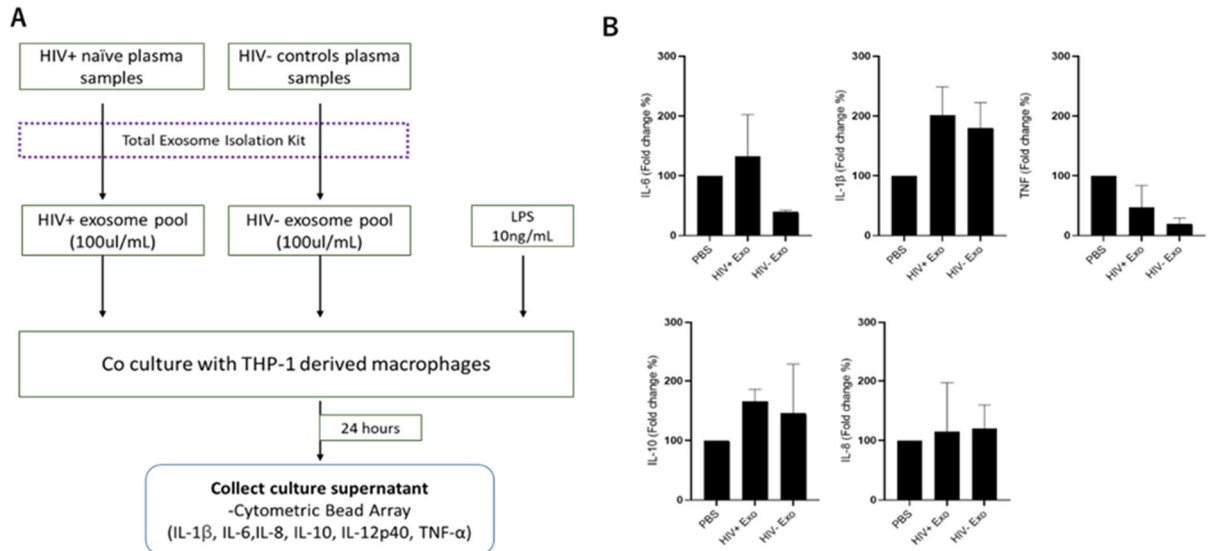 A
HIV+ naïve plasma
samples
HIV- controls plasma
samples
Total Exosome Isolation Kit
HIV+ exosome pool
(100ul/mL)
HIV- exosome pool
(100ul/mL)
LPS
10ng/mL
Co culture with THP-1 derived macrophages
24 hours
Collect culture supernatant
-Cytometric Bead Array
(IL-1β, IL-6,IL-8, IL-10, IL-12p40, TNF-α)
B
IL-6 (Fold change %)
300
200
100
0
PBS
HIV+ Exo
HIV- Exo
IL-1β (Fold change %)
300
200
100
0
PBS
HIV+ Exo
HIV- Exo
TNF (Fold change %)
300
200
100
0
PBS
HIV+ Exo
HIV- Exo
IL-10 (Fold change %)
300
200
100
0
PBS
HIV+ Exo
HIV- Exo
IL-8 (Fold change %)
300
200
100
0
PBS
HIV+ Exo
HIV- Exo